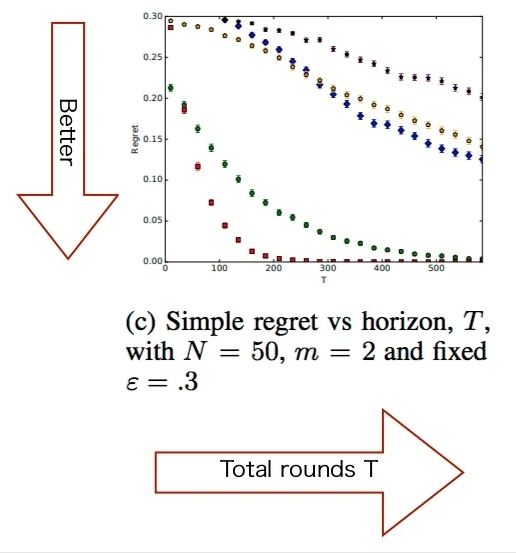 Better
0.30
0.25
0.20
0.15
0.10
0.05
0.00
Regret
0 100 200 300 400 500
T
(c) Simple regret vs horizon, T,
with N = 50, m = 2 and fixed
ε = .3
Total rounds T